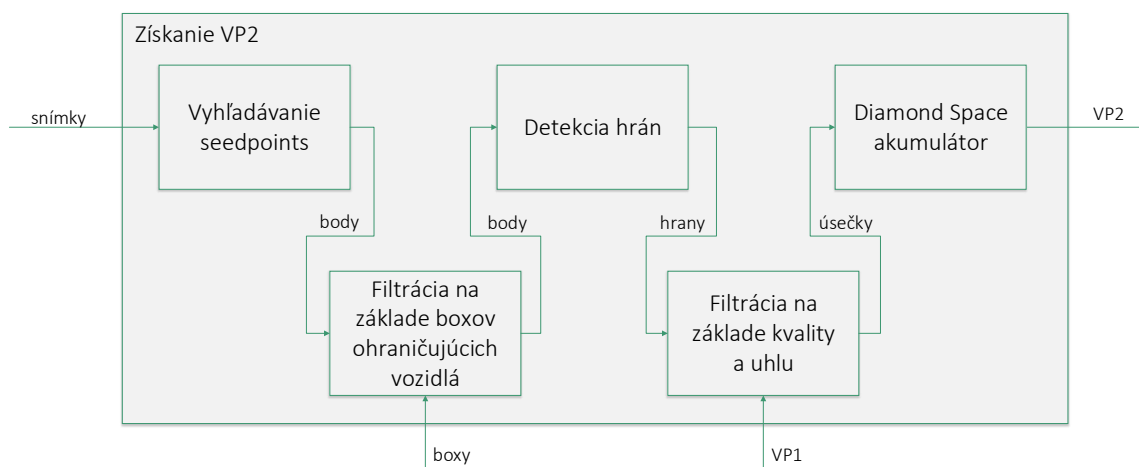 Získanie VP2
Vyhľadávanie
seedpoints
Detekcia hrán
Diamond Space
akumulátor
snímky
VP2
body
body
hrany
úsečky
Filtrácia na
základe boxov
ohraničujúcich
vozidlá
Filtrácia na
základe kvality
a uhlu
boxy
VP1